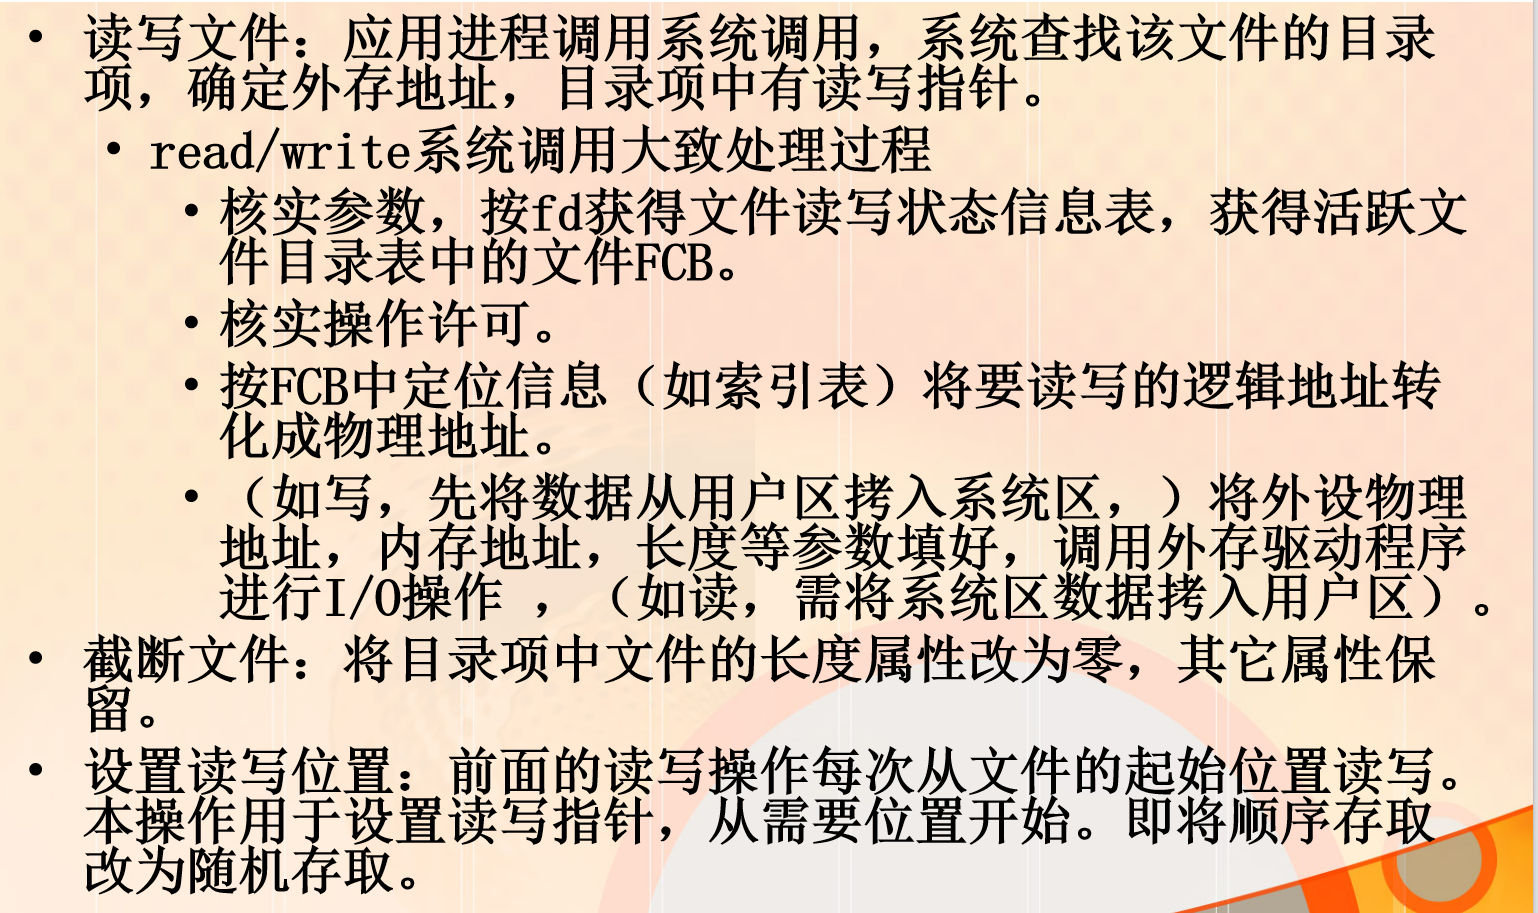 • 读写文件：应用进程调用系统调用，系统查找该文件的目录
项，确定外存地址，目录项中有读写指针。
• read/write系统调用大致处理过程
• 核实参数，按fd获得文件读写状态信息表，获得活跃文
件目录表中的文件FCB。
• 核实操作许可。
• 按FCB中定位信息（如索引表）将要读写的逻辑地址转
化成物理地址。
• （如写，先将数据从用户区拷入系统区，）将外设物理
地址，内存地址，长度等参数填好，调用外存驱动程序
进行I/O操作 ，（如读，需将系统区数据拷入用户区）。
• 截断文件：将目录项中文件的长度属性改为零，其它属性保
留。
• 设置读写位置：前面的读写操作每次从文件的起始位置读写。
本操作用于设置读写指针，从需要位置开始。即将顺序存取
改为随机存取。